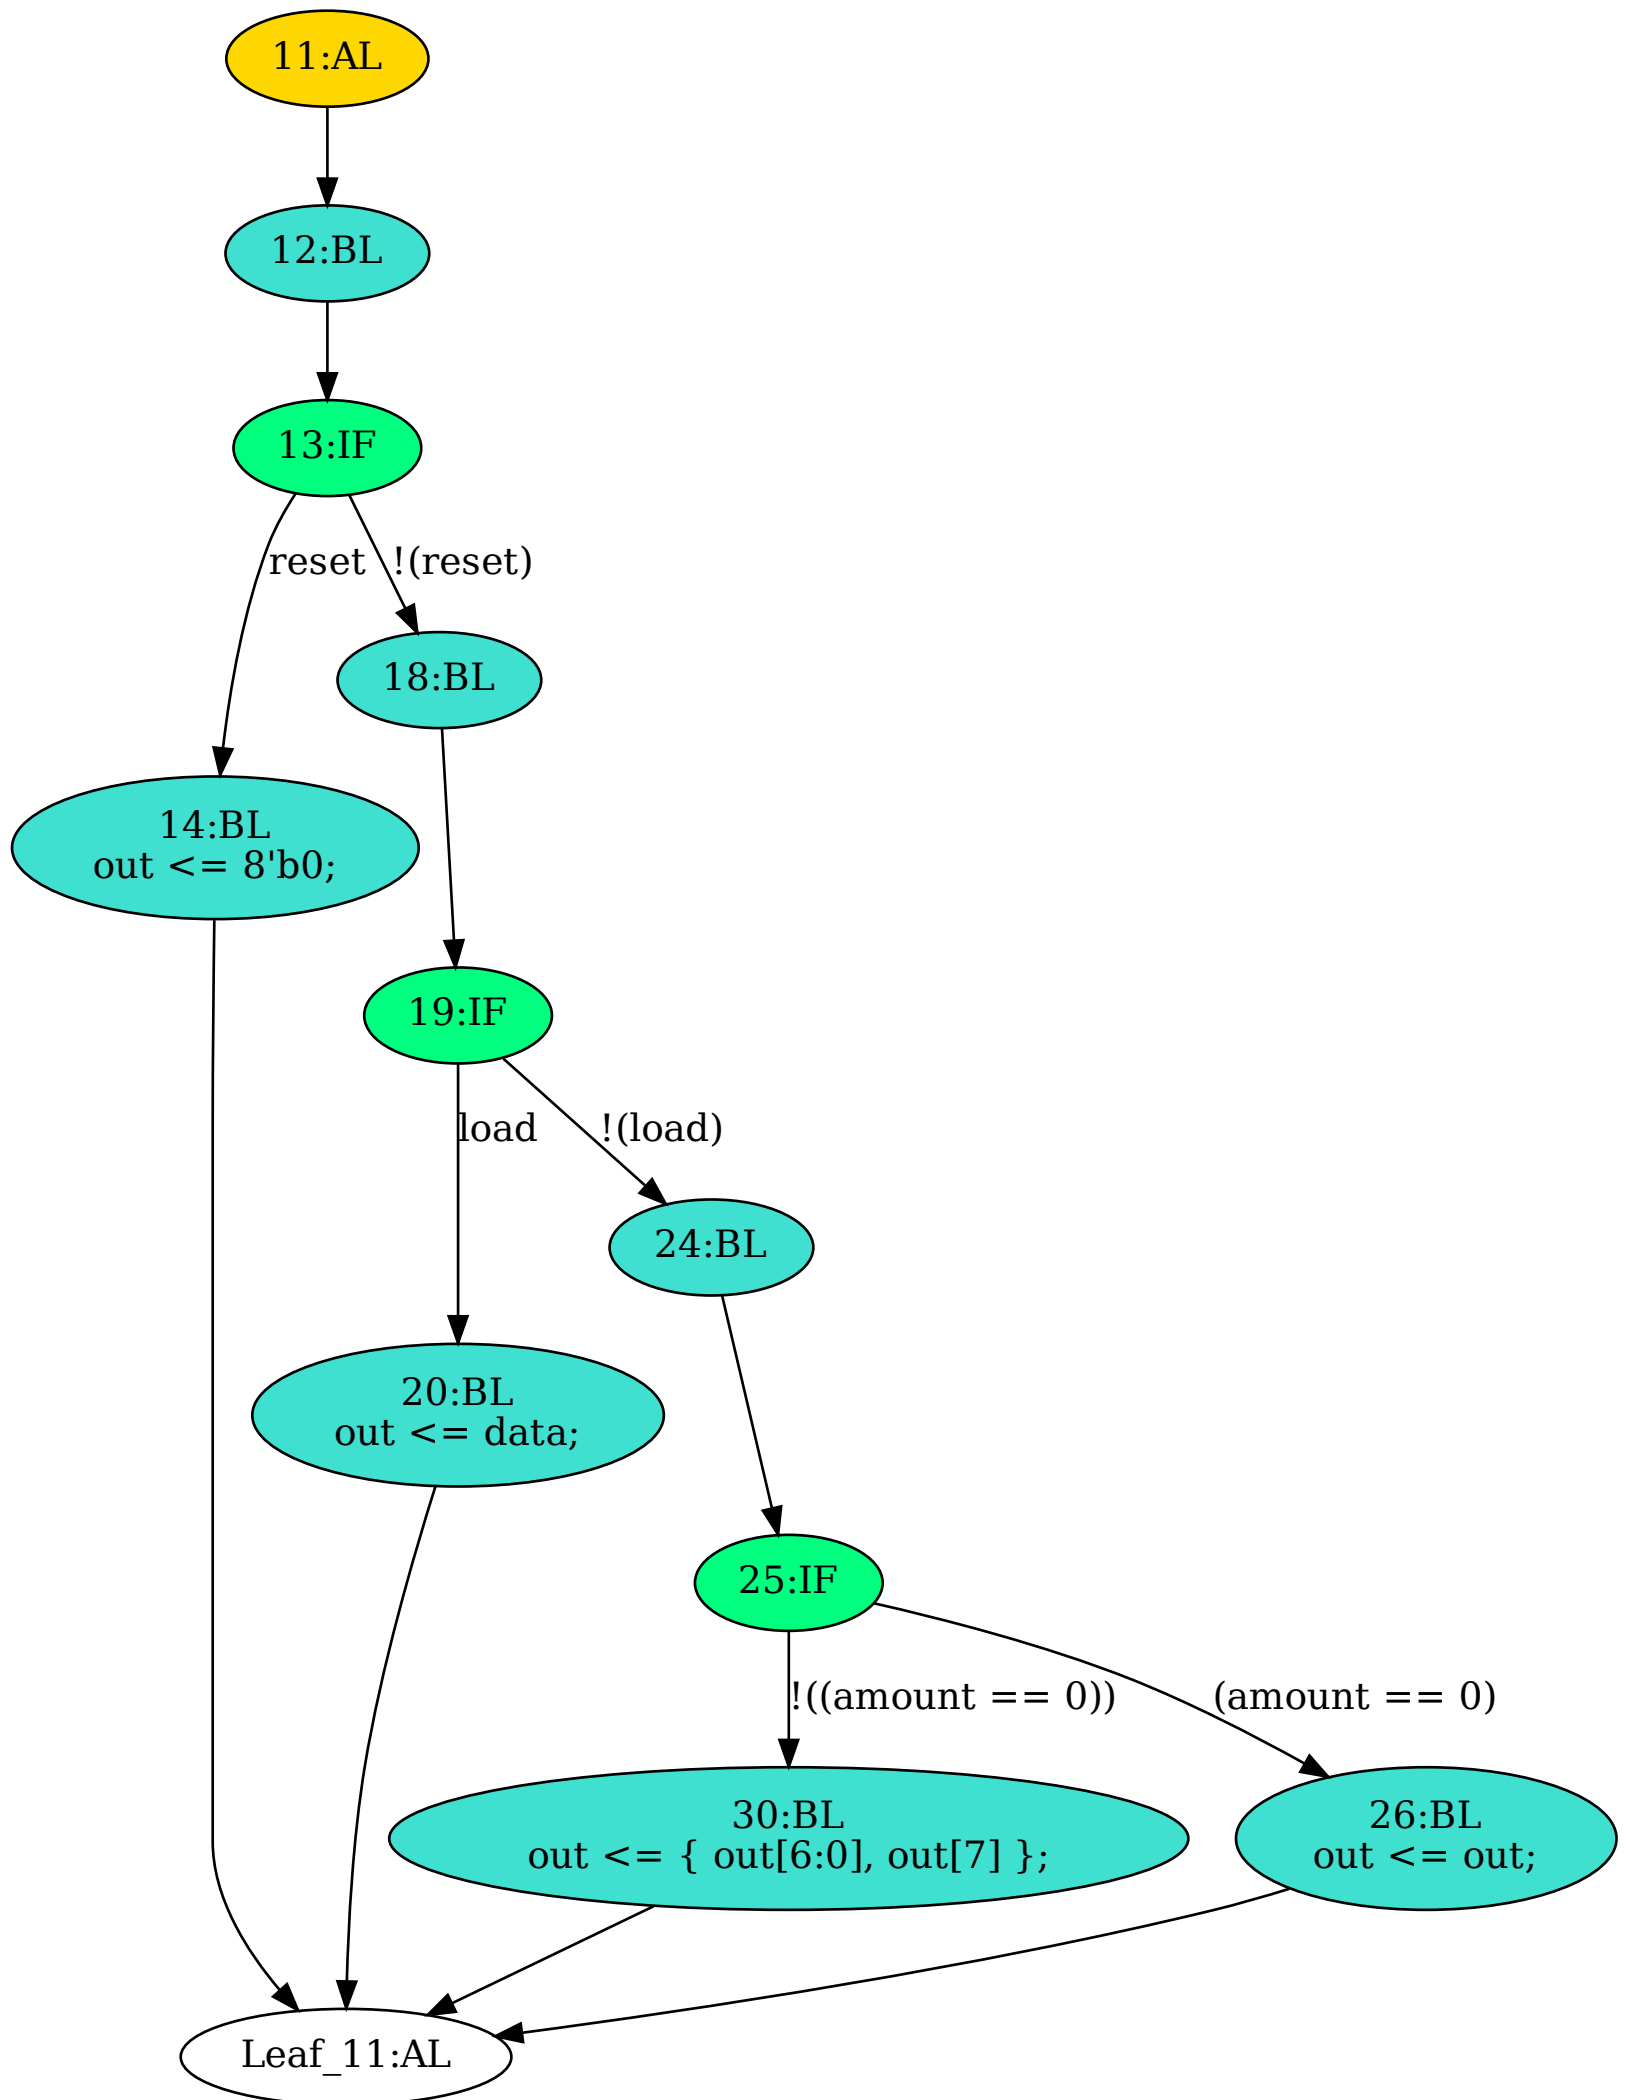 11:AL
12:BL
13:IF
reset
!(reset)
18:BL
14:BL
out <= 8'b0;
19:IF
load
!(load)
24:BL
20:BL
out <= data;
25:IF
!((amount == 0))
(amount == 0)
30:BL
out <= { out[6:0], out[7] };
26:BL
out <= out;
Leaf_11:AL